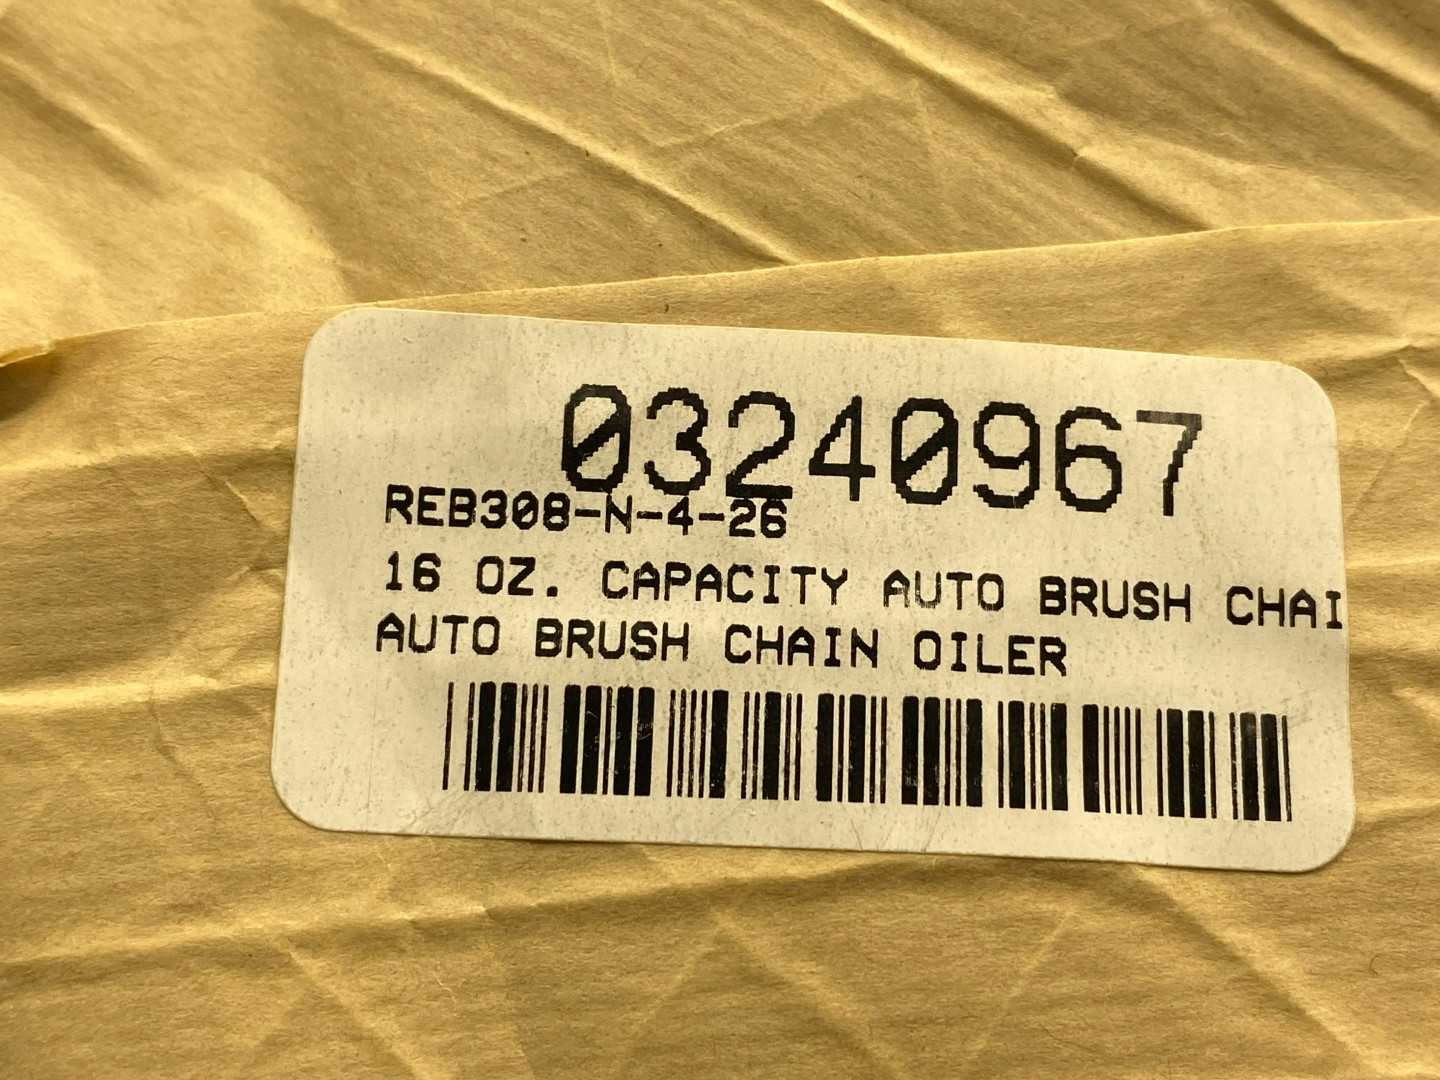 03240967
REB308-N-4-26
16 OZ. CAPACITY AUTO BRUSH CHAI
AUTO BRUSH CHAIN OILER